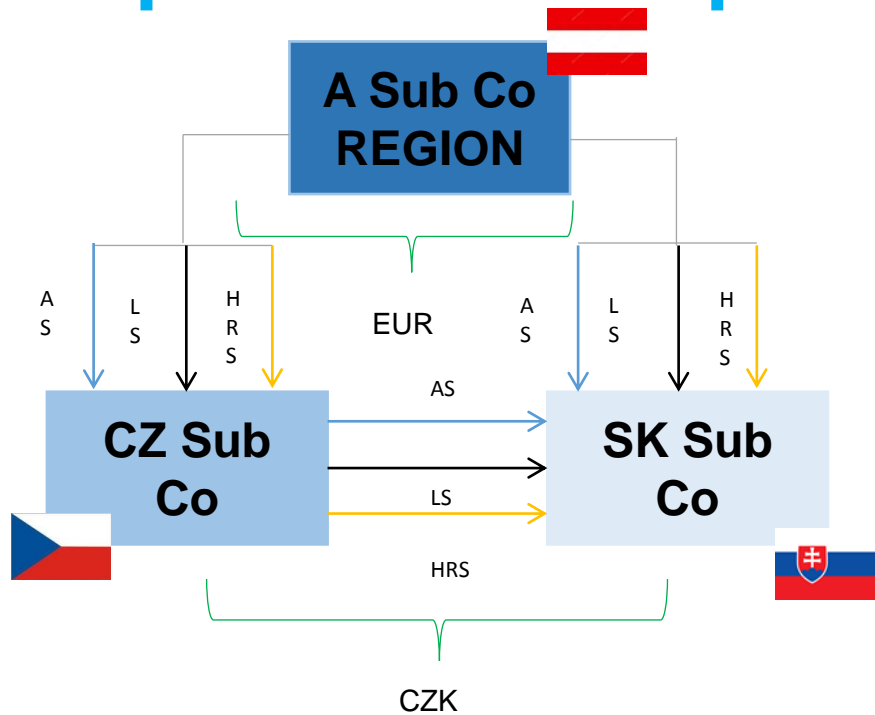 A Sub Co
REGION
A
S
L
S
H
R
S
EUR
A
S
L
S
H
R
S
AS
CZ Sub
Co
SK Sub
Co
LS
HRS
CZK